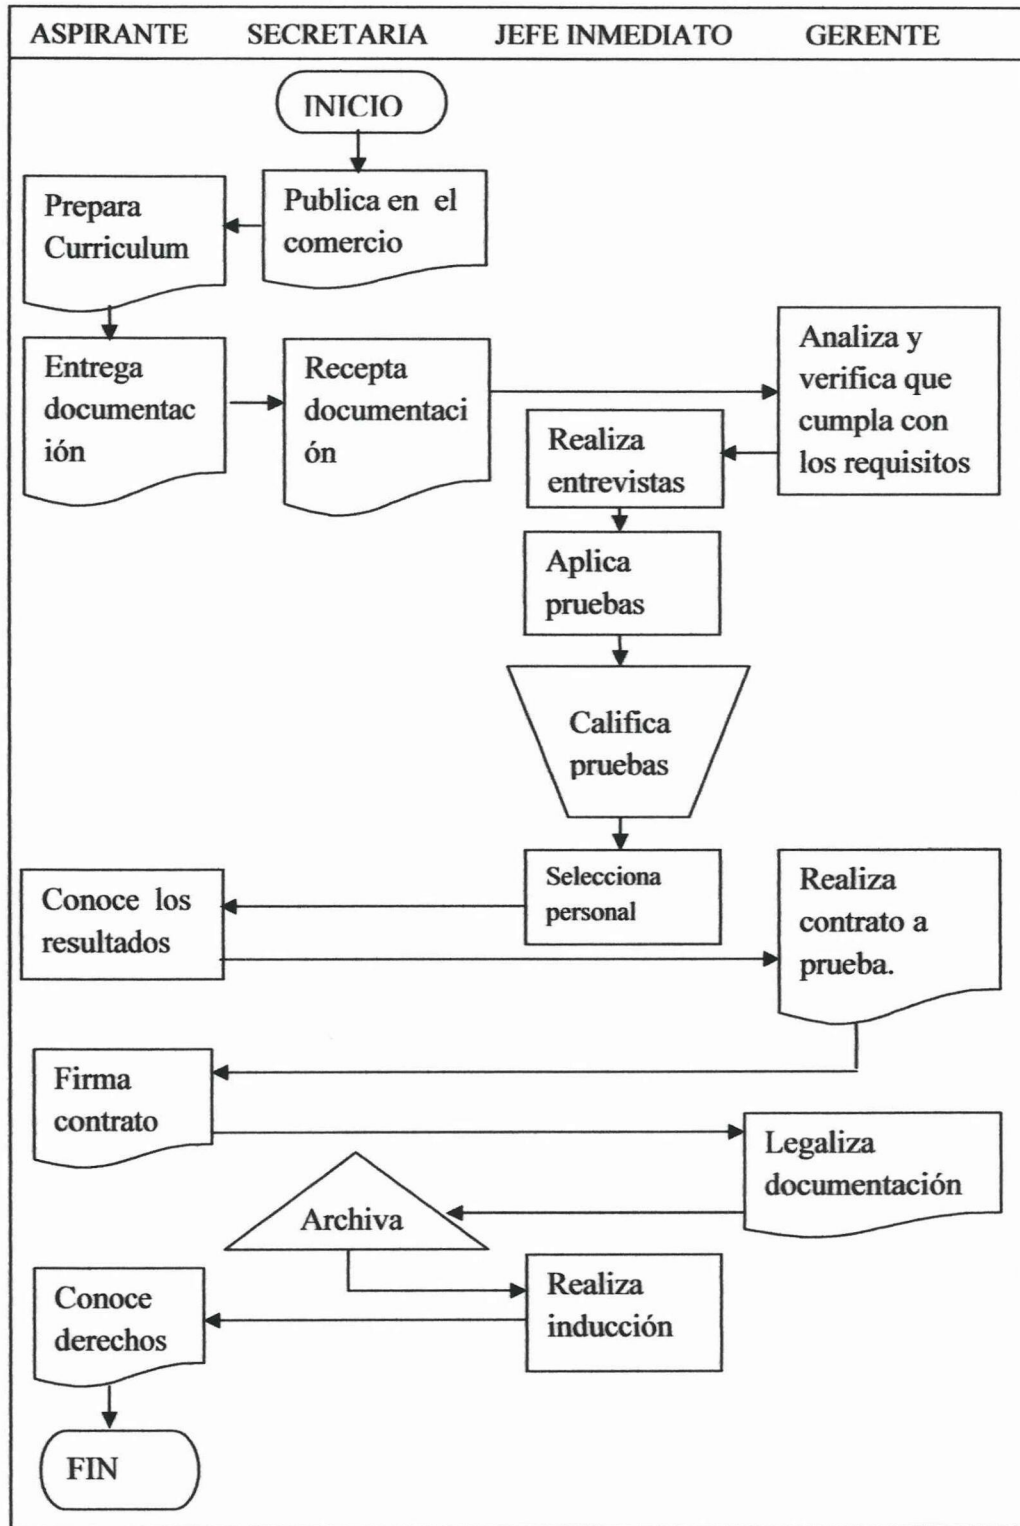 ASPIRANTE SECRETARIA JEFE INMEDIATO GERENTE
INICIO
Prepara
Curriculum
Publica en el
comercio
Entrega
documentac
ión
Recepta
documentaci
ón
Analiza y
verifica que
cumpla con
los requisitos
Realiza
entrevistas
Aplica
pruebas
Califica
pruebas
Selecciona
personal
Conoce los
resultados
Realiza
contrato a
prueba.
Firma
contrato
Legaliza
documentación
Archiva
Realiza
inducción
Conoce
derechos
FIN